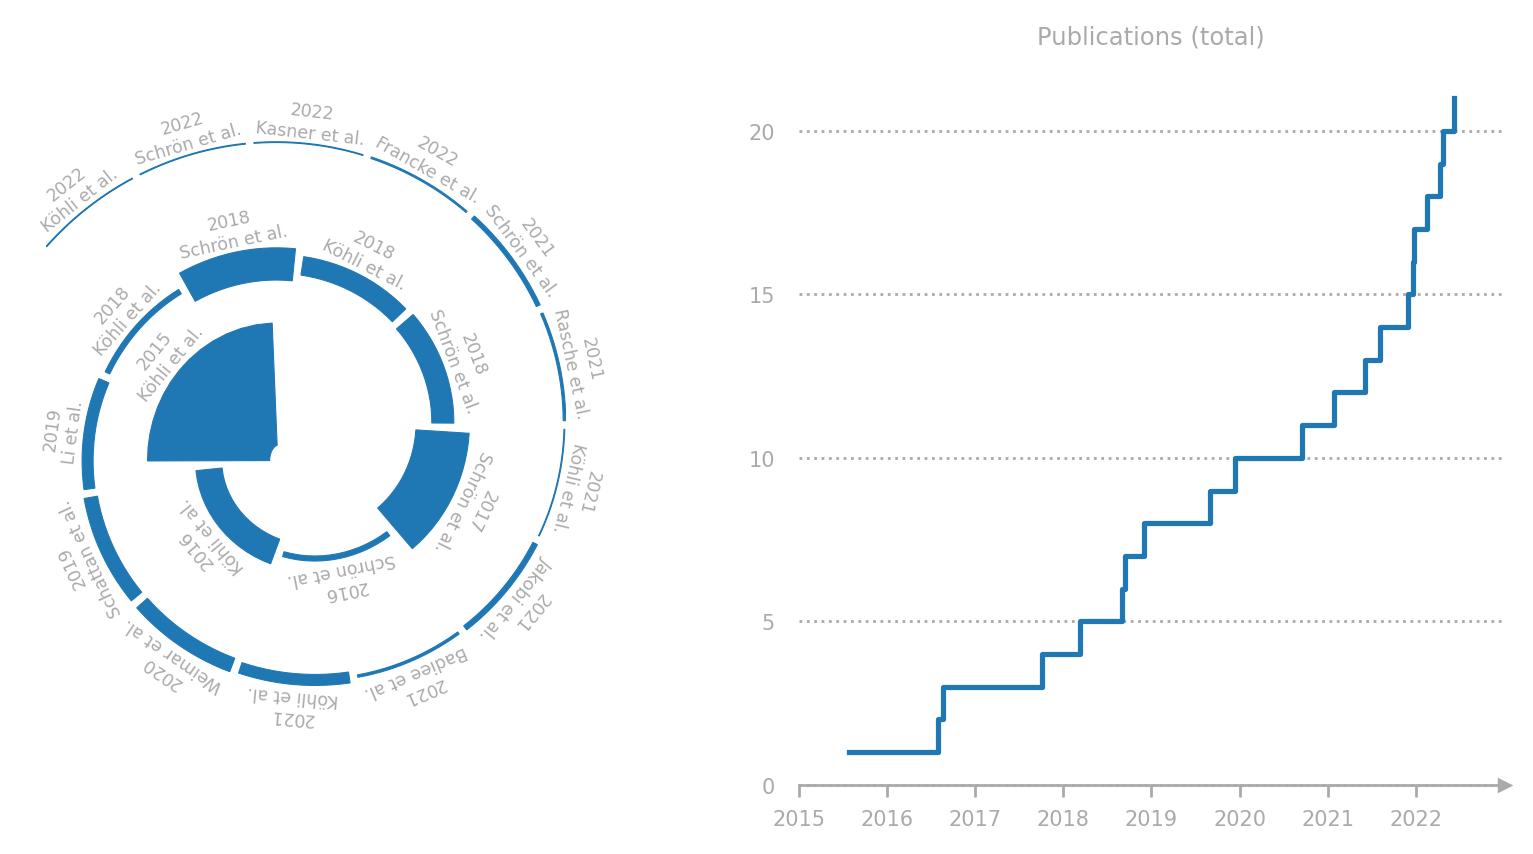 Publications (total)
2015
Köhli et al.
2016
Köhli et al.
2016
Schrön et al.
2017
Schrön et al.
2018
Schrön et al.
2018
Köhli et al.
2018
Schrön et al.
2018
Köhli et al.
2019
Li et al.
2019
Schattan et al.
2020
Weimar et al.
2021
Köhli et al.
2021
Badiee et al.
2021
Jakobi et al.
2021
Köhli et al.
2021
Rasche et al.
2021
Schrön et al.
2022
Francke et al.
2022
Kasner et al.
2022
Schrön et al.
2022
Köhli et al.
20
15
10
5
0
2015 2016 2017 2018 2019 2020 2021 2022